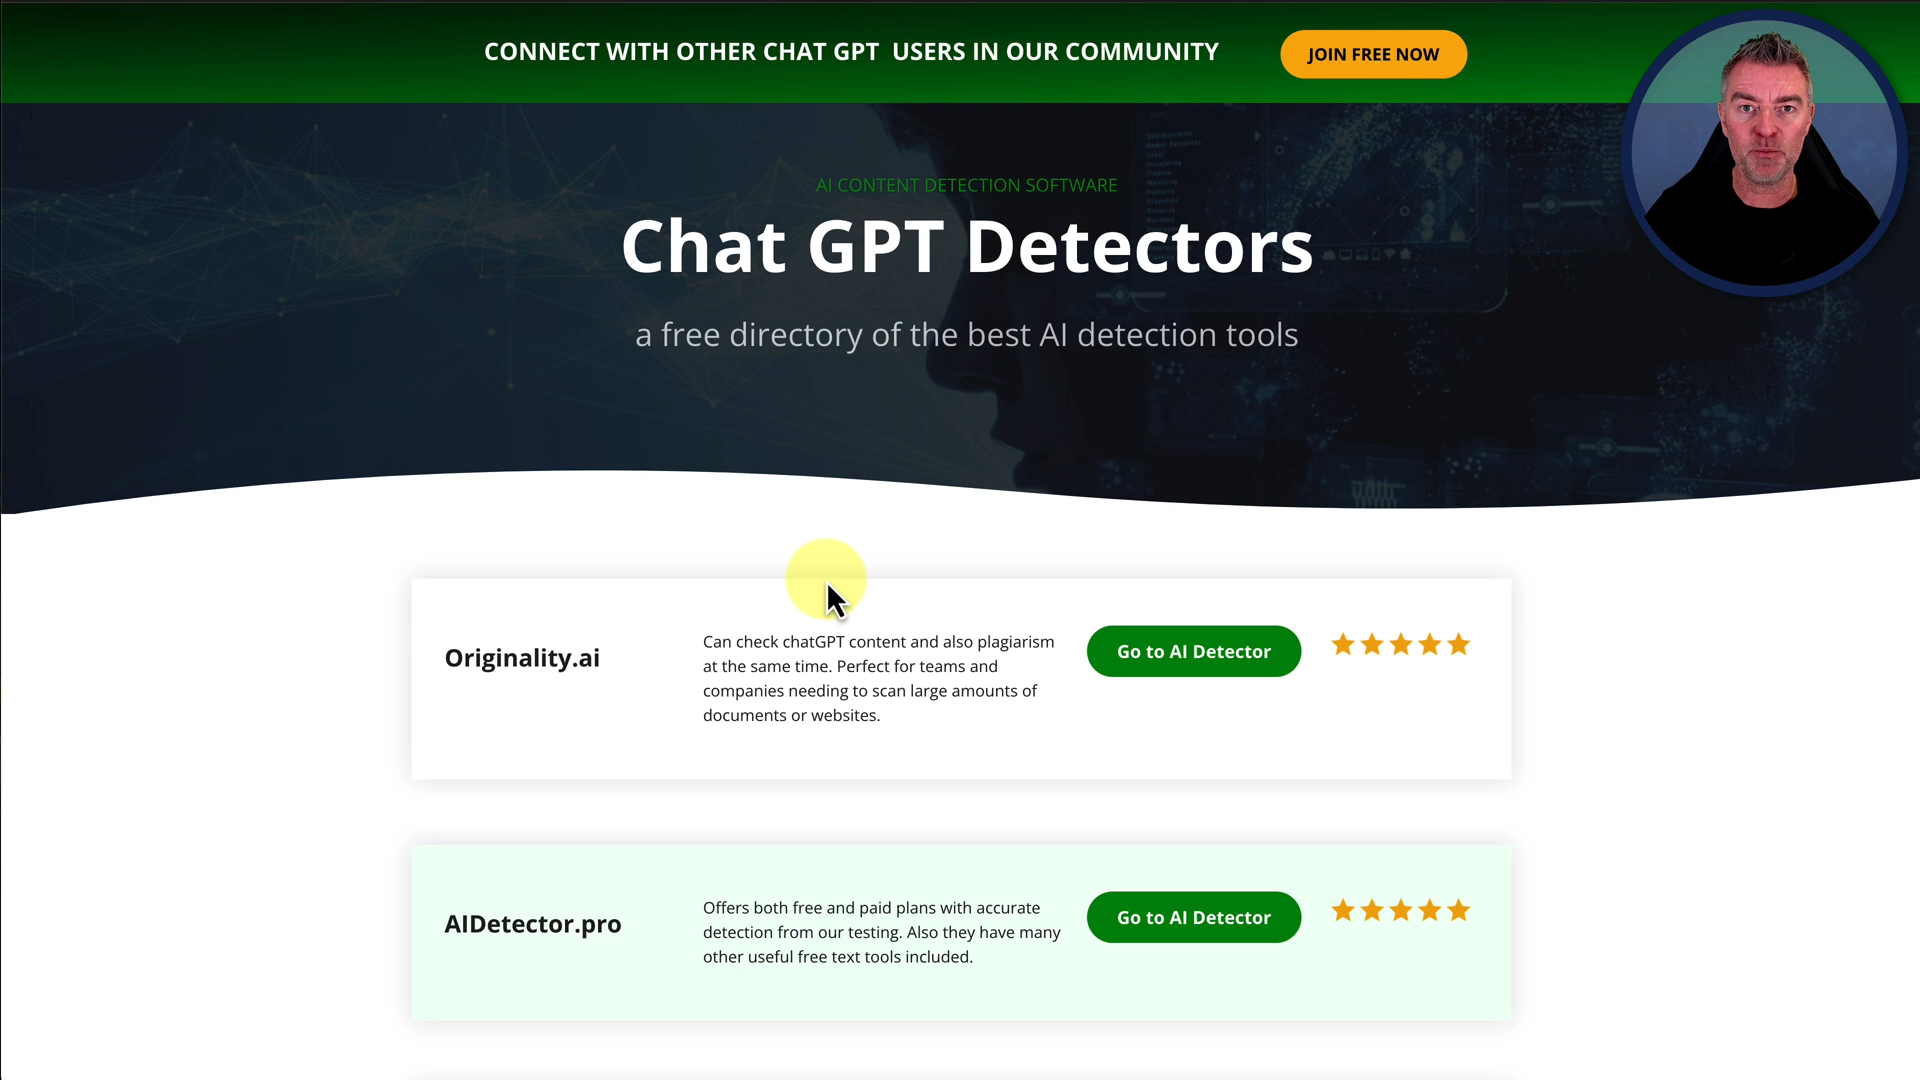 CONNECT WITH OTHER CHAT GPT USERS IN OUR COMMUNITY
JOIN FREE NOW
AI CONTENT DETECTION SOFTWARE
Chat GPT Detectors
a free directory of the best AI detection tools
Originality.ai
Can check chatGPT content and also plagiarism
at the same time. Perfect for teams and
companies needing to scan large amounts of
documents or websites.
Go to AI Detector
AIDetector.pro
Offers both free and paid plans with accurate
detection from our testing. Also they have many
other useful free text tools included.
Go to AI Detector